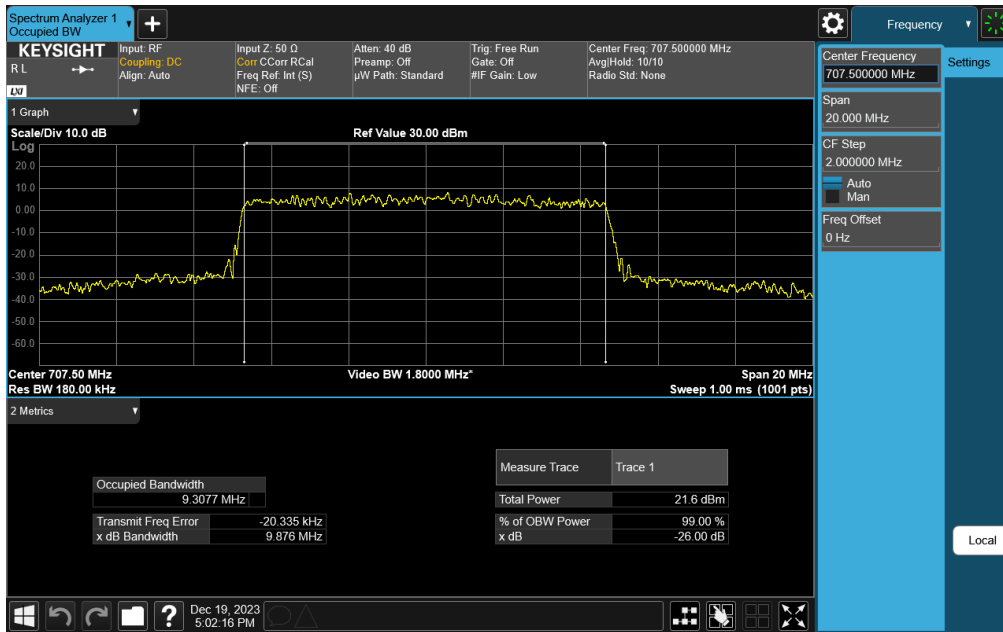 Spectrum Analyzer 1
Occupied BW
Frequency
KEYSIGHT
R L
LXI
Input: RF
Coupling: DC
Align: Auto
Input Z: 50 Ω
Corr CCorr RCal
Freq Ref: Int (S)
NFE: Off
Atten: 40 dB
Preamp: Off
µW Path: Standard
Trig: Free Run
Gate: Off
#IF Gain: Low
Center Freq: 707.500000 MHz
Avg|Hold: 10/10
Radio Std: None
Center Frequency
707.500000 MHz
Settings
Span
20.000 MHz
CF Step
2.000000 MHz
Auto
Man
Freq Offset
0 Hz
Local
1 Graph
Scale/Div 10.0 dB
Ref Value 30.00 dBm
Log
20.0
10.0
0.00
-10.0
-20.0
-30.0
-40.0
-50.0
-60.0
Center 707.50 MHz
Video BW 1.8000 MHz*
Span 20 MHz
Res BW 180.00 kHz
Sweep 1.00 ms (1001 pts)
2 Metrics
Measure Trace
Trace 1
Occupied Bandwidth
9.3077 MHz
Total Power
21.6 dBm
Transmit Freq Error
-20.335 kHz
% of OBW Power
99.00 %
x dB Bandwidth
9.876 MHz
x dB
-26.00 dB
?
Dec 19, 2023
5:02:16 PM